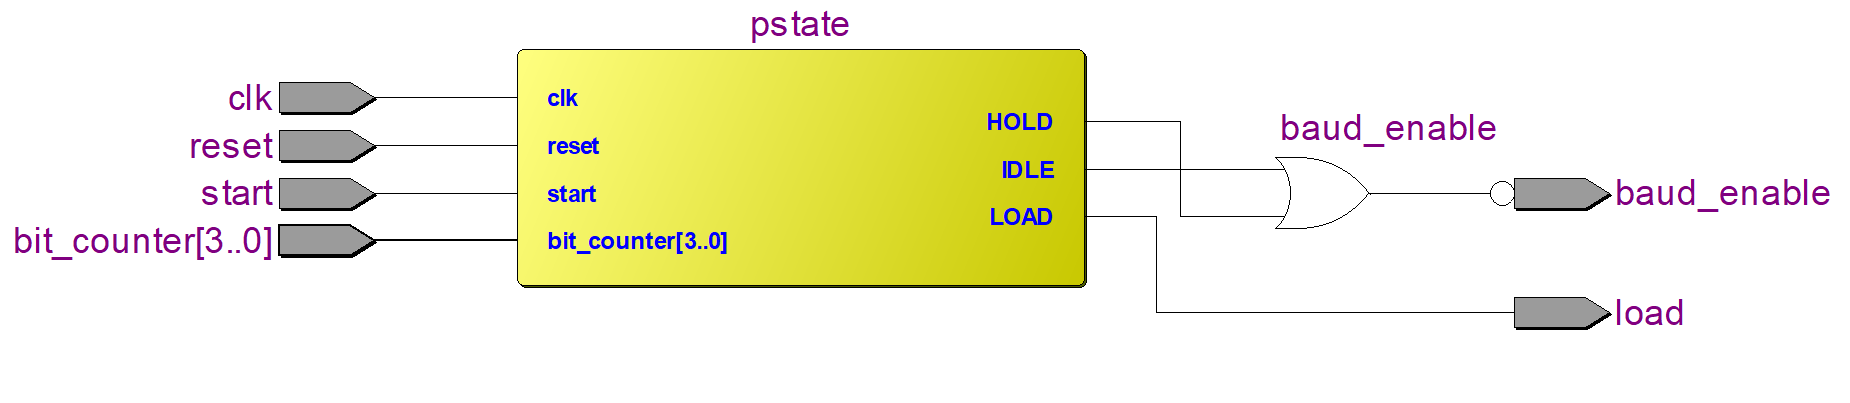 pstate
clk
reset
start
bit_counter[3..0]
clk
reset
start
bit_counter[3..0]
HOLD
IDLE
LOAD
baud_enable
baud_enable
load